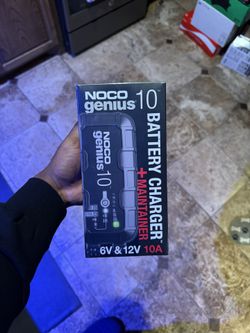 NOCO
genius 10
BATTERY CHARGER
+MAINTAINER
NOCO
genius 10
6V & 12V 10A